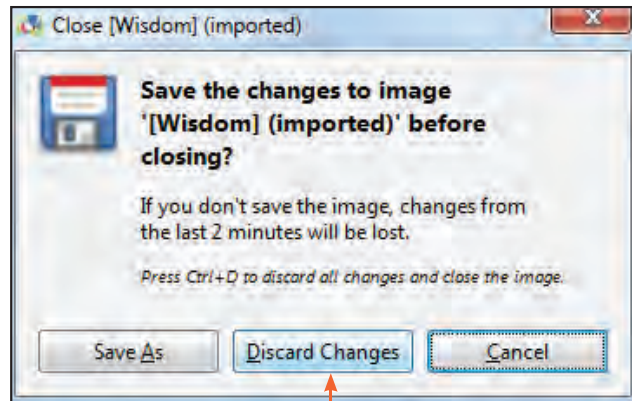 Close [Wisdom] (imported)
Save the changes to image
'[Wisdom] (imported)' before
closing?
If you don't save the image, changes from
the last 2 minutes will be lost.
Press Ctrl+D to discard all changes and close the image.
Save As
Discard Changes
Cancel